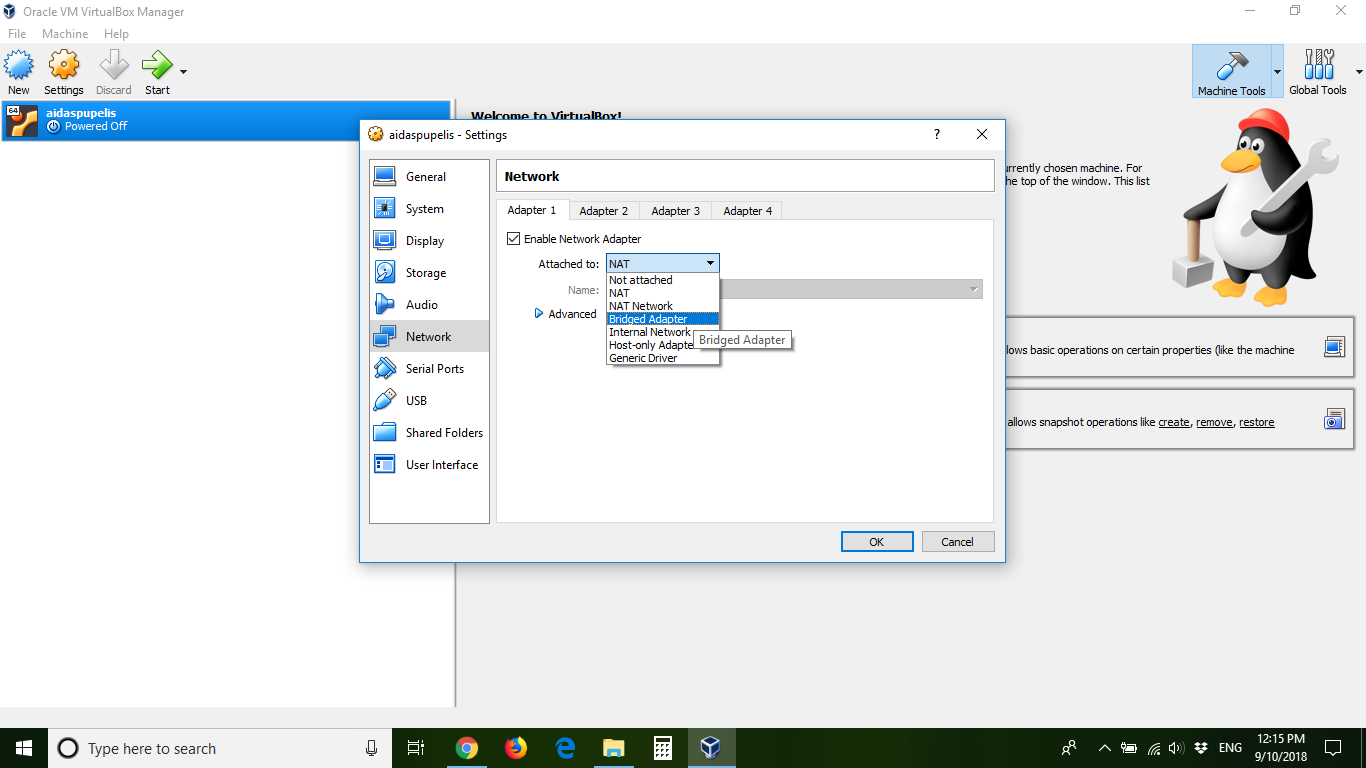 Oracle VM VirtualBox Manager
File Machine Help
New Settings Discard Start
Machine Tools Global Tools
64
aidaspupelis
Powered Off
Welcome to VirtualBox!
urrently chosen machine. For
he top of the window. This list
aidaspupelis - Settings
?
General
System
Display
Storage
Audio
Network
Serial Ports
USB
Shared Folders
User Interface
Network
Adapter 1 Adapter 2 Adapter 3 Adapter 4
Enable Network Adapter
Attached to: NAT
Name:
Advanced
Not attached
NAT
NAT Network
Bridged Adapter
Internal Network
Host-only Adapte
Generic Driver
Bridged Adapter
OK Cancel
lows basic operations on certain properties (like the machine
allows snapshot operations like create, remove, restore
Type here to search
ENG
12:15 PM
9/10/2018